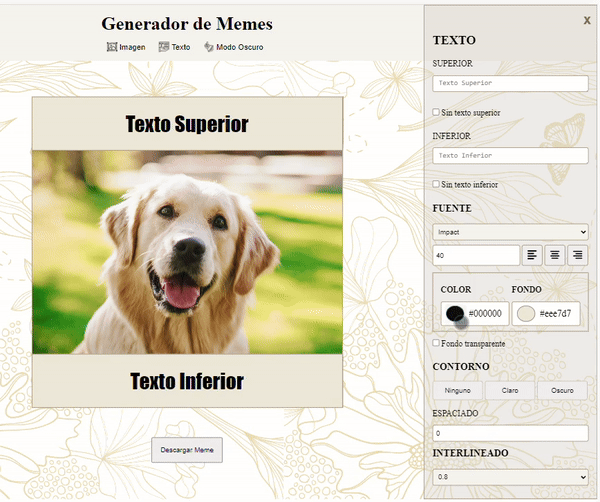 Generador de Memes
Imagen Texto Modo Oscuro
Texto Superior
Texto Inferior
Descargar Meme
x
TEXTO
SUPERIOR
Texto Superior
Sin texto superior
INFERIOR
Texto Inferior
Sin texto inferior
FUENTE
Impact
40
COLOR FONDO
#000000 #eee7d7
Fondo transparente
CONTORNO
Ninguno Claro Oscuro
ESPACIADO
0
INTERLINEADO
0.8